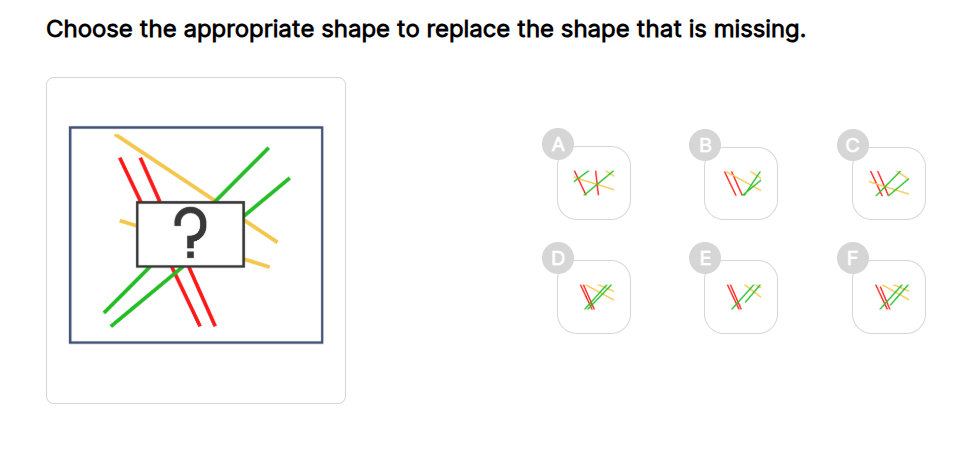 Choose the appropriate shape to replace the shape that is missing.
?
A
B
C
D
E
F